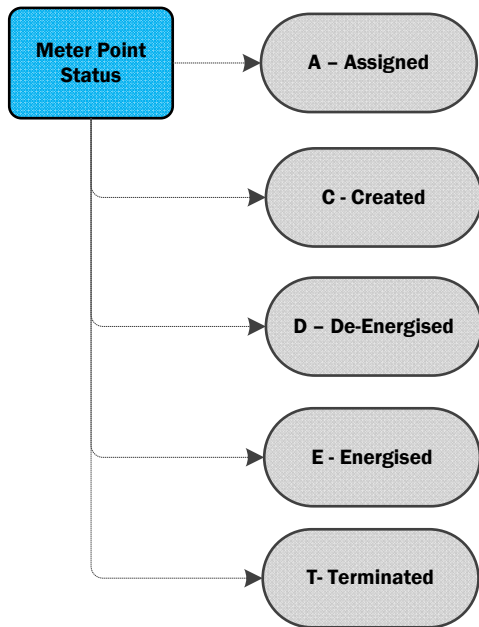 Meter Point
Status
A – Assigned
C - Created
D – De-Energised
E - Energised
T- Terminated